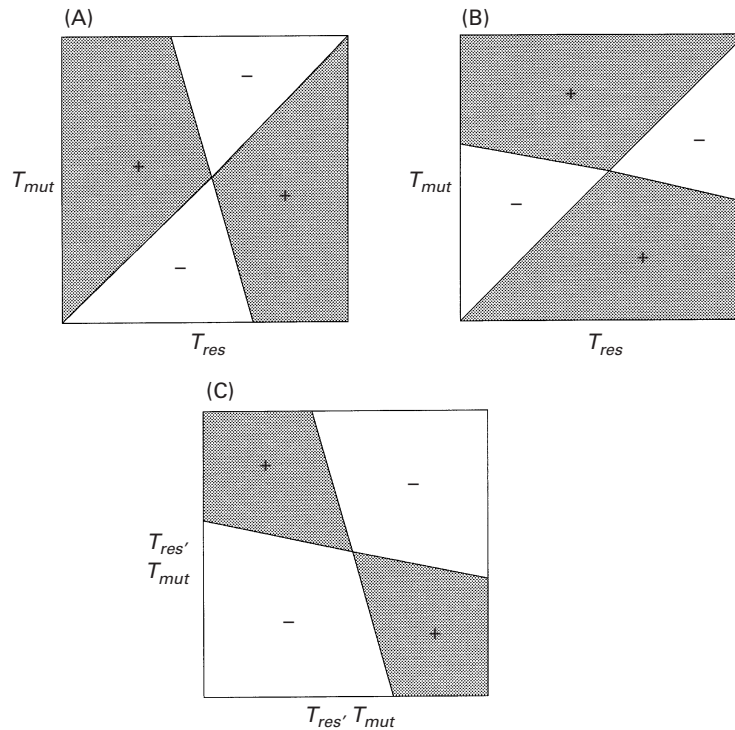 (A)
−
+
T_mut
+
−
T_res
(B)
+
−
T_mut
−
+
T_res
(C)
+
−
T_res,
T_mut
−
+
T_res, T_mut